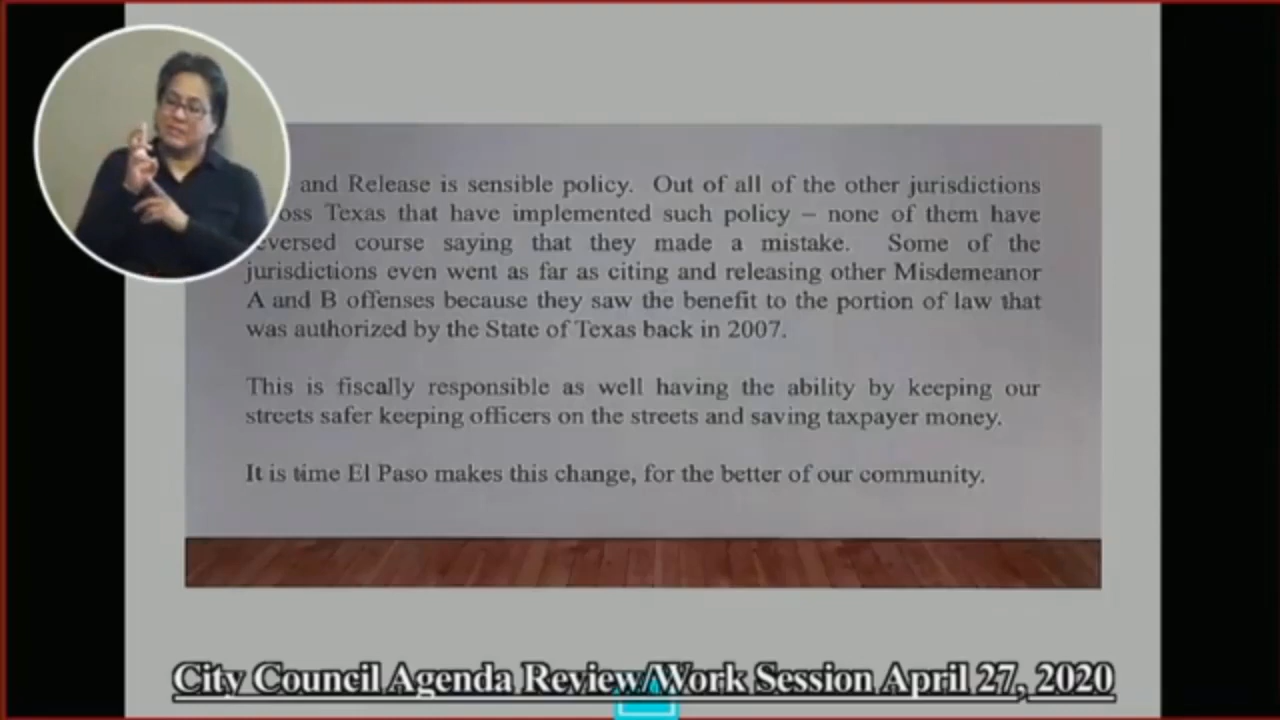 and Release is sensible policy. Out of all of the other jurisdictions
oss Texas that have implemented such policy – none of them have
eversed course saying that they made a mistake. Some of the
jurisdictions even went as far as citing and releasing other Misdemeanor
A and B offenses because they saw the benefit to the portion of law that
was authorized by the State of Texas back in 2007.
This is fiscally responsible as well having the ability by keeping our
streets safer keeping officers on the streets and saving taxpayer money.
It is time El Paso makes this change, for the better of our community.
City Council Agenda Review/Work Session April 27, 2020